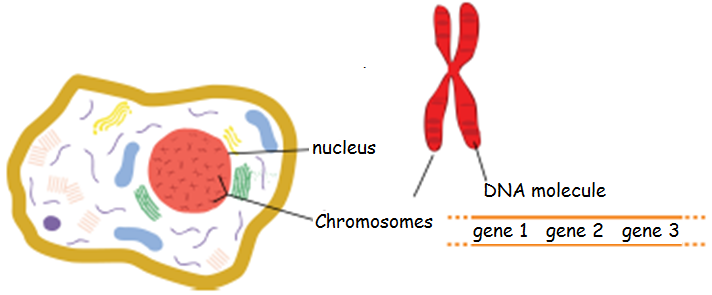 nucleus
DNA molecule
Chromosomes
gene 1 gene 2 gene 3